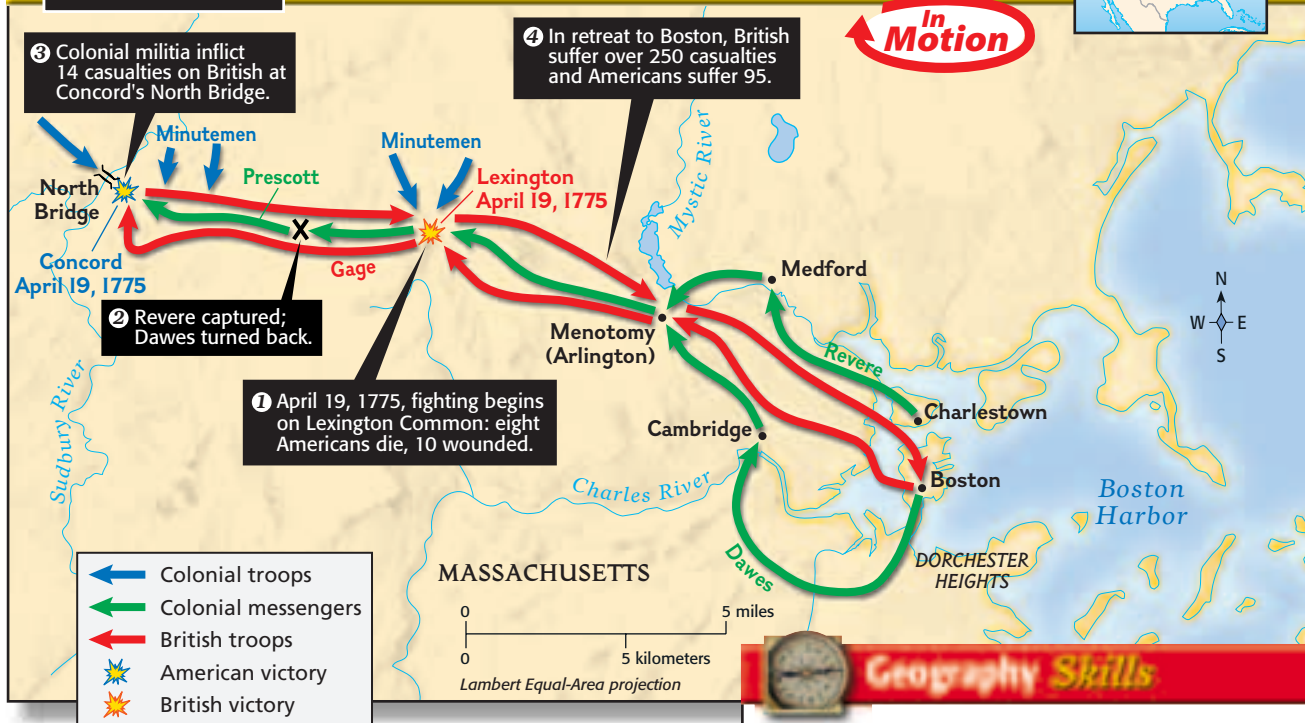 In
Motion
❸ Colonial militia inflict
14 casualties on British at
Concord's North Bridge.
❹ In retreat to Boston, British
suffer over 250 casualties
and Americans suffer 95.
Minutemen
Minutemen
Prescott
Lexington
April 19, 1775
North
Bridge
Mystic River
Concord
April 19, 1775
Gage
Medford
❷ Revere captured;
Dawes turned back.
Menotomy
(Arlington)
Revere
N
W E
S
❶ April 19, 1775, fighting begins
on Lexington Common: eight
Americans die, 10 wounded.
Charlestown
Cambridge
Sudbury River
Charles River
Boston
Boston
Harbor
Dawes
DORCHESTER
HEIGHTS
MASSACHUSETTS
0 5 miles
0 5 kilometers
Lambert Equal-Area projection
Colonial troops
Colonial messengers
British troops
American victory
British victory
Geography Skills